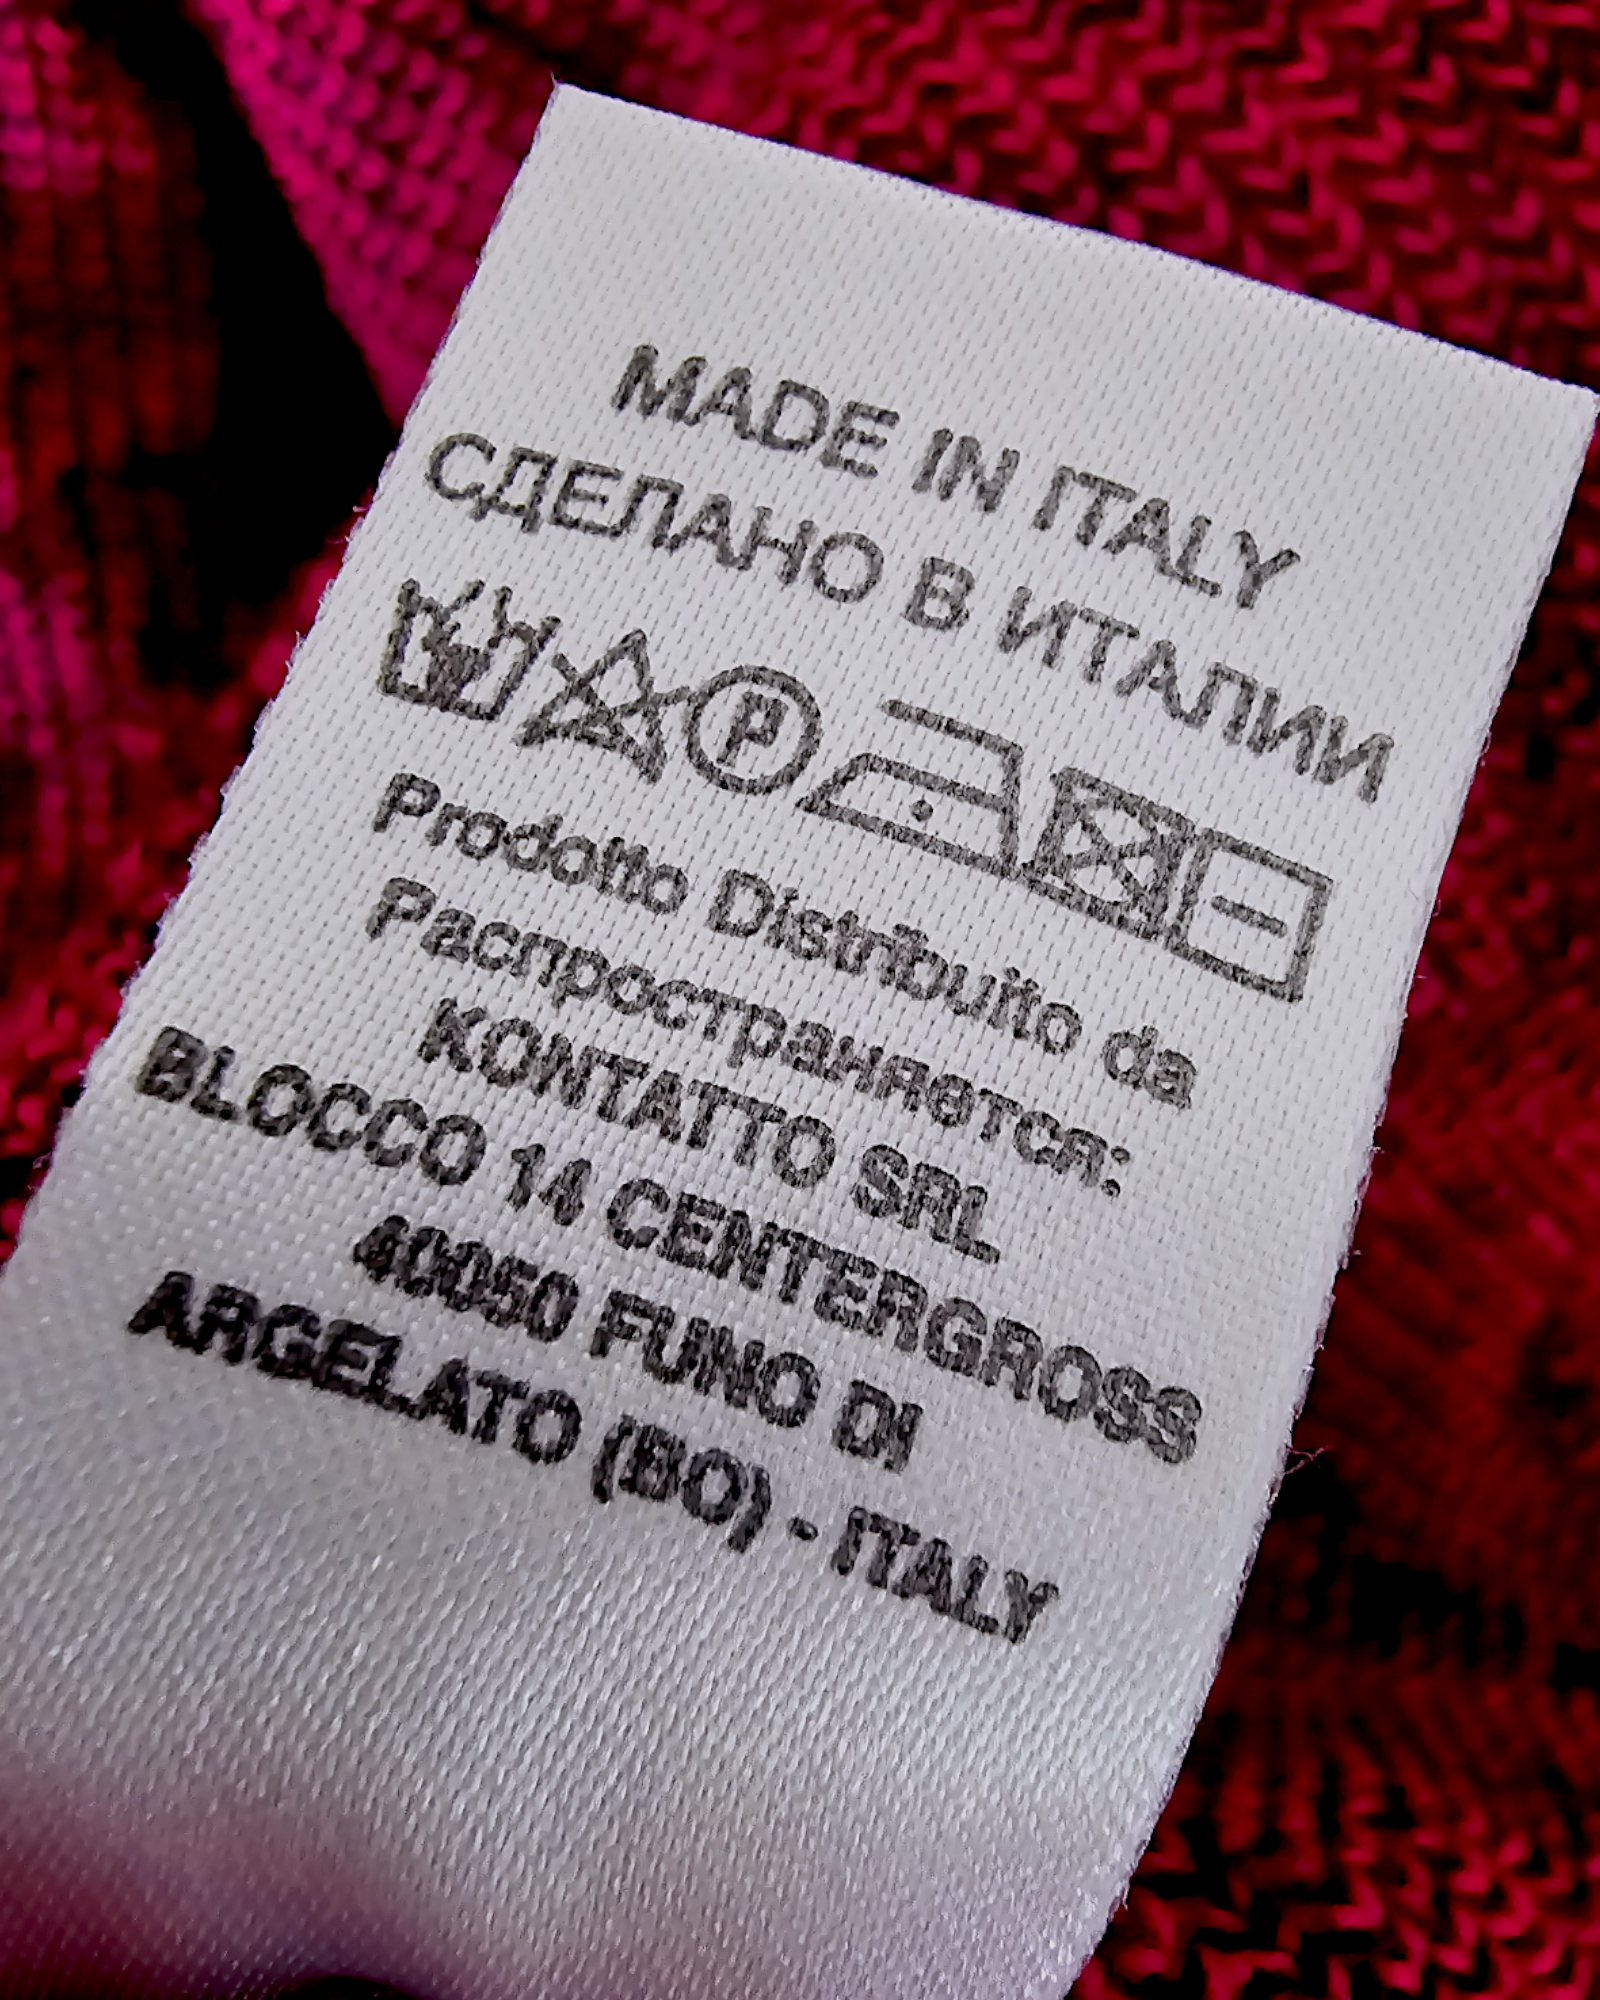 MADE IN ITALY
СДЕЛАНО В ИТАЛИИ
P
Prodotto Distribuito da
Распространяется:
KONTATTO SRL
BLOCCO 14 CENTERGROSS
40050 FUNO DI
ARGELATO (BO) - ITALY